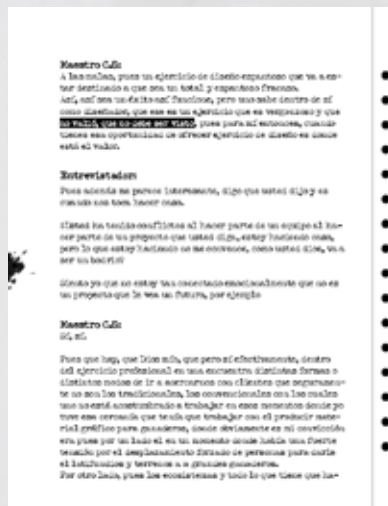 Maestro C.S:
A las malas, pues un ejercicio de diseño espantoso que va a es-
tar destinado a que sea un total y espantoso fracaso.
Así, así sea un éxito así funcione, pero uno sabe dentro de sí
como diseñador, que ese es un ejercicio que es vergonzoso y que
no valió, que no debe ser visto, pues para mí entonces, cuando
tienes esa oportunidad de ofrecer ejercicio de diseño es donde
está el valor.
Entrevistador:
Pues además me parece interesante, digo que usted dijo y es
cuando nos toca hacer caso.
¿Usted ha tenido conflictos al hacer parte de un equipo al ha-
cer parte de un proyecto que usted diga, estoy haciendo esto,
pero lo que estoy haciendo no me convence, como usted dice, va a
ser un
Siento yo que no estoy tan conectado emocionalmente que no es
un proyecto que le vea un futuro, por ejemplo
Maestro C.S:
Sí, sí.
Pues que hay, que Dios mío, que pero sí efectivamente, dentro
del ejercicio profesional en una encuentra distintas formas o
distintos modos de ir a acercarnos con clientes que seguramen-
te no son los tradicionales, los convencionales con los cuales
uno no está acostumbrado a trabajar en esos momentos donde yo
tuve esa cercanía que tenía que trabajar con el producir mate-
rial gráfico para ganaderos, donde obviamente es mi convicción
era pues por un lado el en un momento donde había una fuerte
tensión por el desplazamiento forzado de personas para darle
el latifundios y terrenos a a grandes ganaderos.
Por otro lado, pues los ecosistemas y todo lo que tiene que ha-